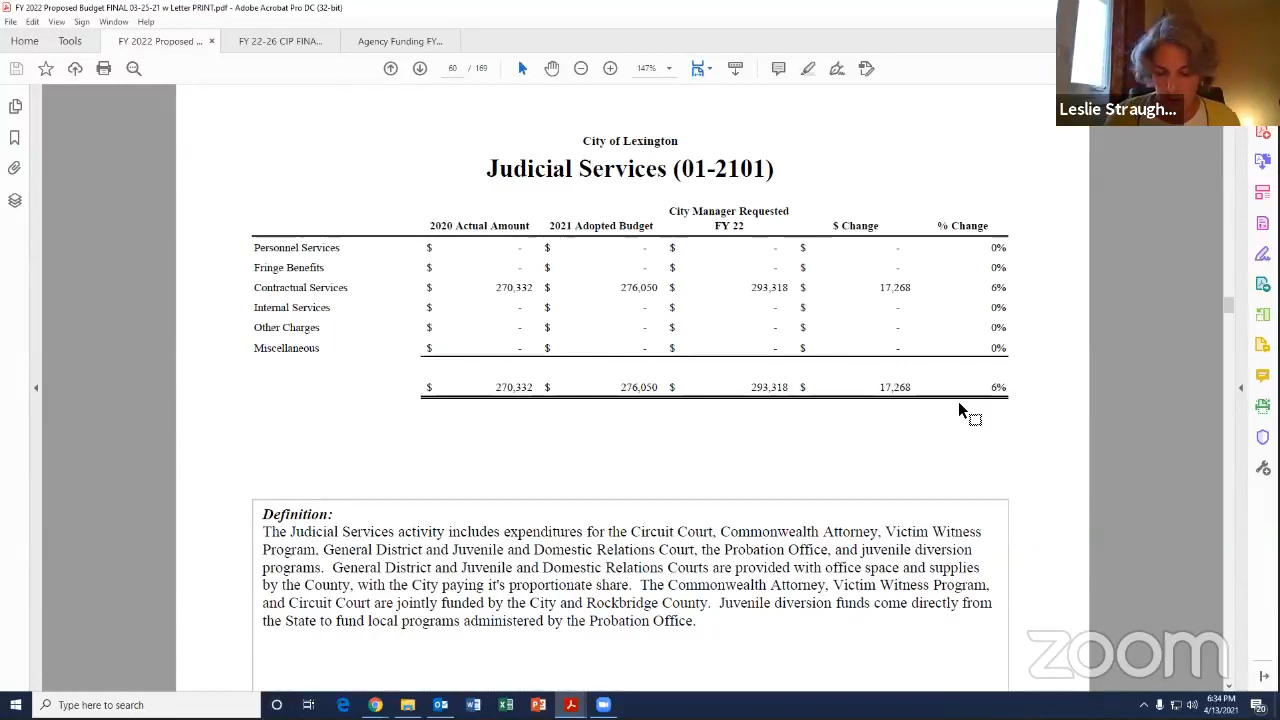 FY 2022 Proposed Budget FINAL 03-25-21 w Letter PRINT.pdf - Adobe Acrobat Pro DC (32-bit)
File Edit View Sign Window Help
Home Tools FY 2022 Proposed ... × FY 22-26 CIP FINA... Agency Funding FY...
60 / 169 147%
Leslie Straugh...
City of Lexington
Judicial Services (01-2101)
City Manager Requested
2020 Actual Amount 2021 Adopted Budget FY 22 $ Change % Change
Personnel Services $ - $ - $ - $ - 0%
Fringe Benefits $ - $ - $ - $ - 0%
Contractual Services $ 270,332 $ 276,050 $ 293,318 $ 17,268 6%
Internal Services $ - $ - $ - $ - 0%
Other Charges $ - $ - $ - $ - 0%
Miscellaneous $ - $ - $ - $ - 0%
$ 270,332 $ 276,050 $ 293,318 $ 17,268 6%
Definition:
The Judicial Services activity includes expenditures for the Circuit Court, Commonwealth Attorney, Victim Witness
Program, General District and Juvenile and Domestic Relations Court, the Probation Office, and juvenile diversion
programs. General District and Juvenile and Domestic Relations Courts are provided with office space and supplies
by the County, with the City paying it's proportionate share. The Commonwealth Attorney, Victim Witness Program,
and Circuit Court are jointly funded by the City and Rockbridge County. Juvenile diversion funds come directly from
the State to fund local programs administered by the Probation Office.
zoom
Type here to search
6:34 PM
4/13/2021
20